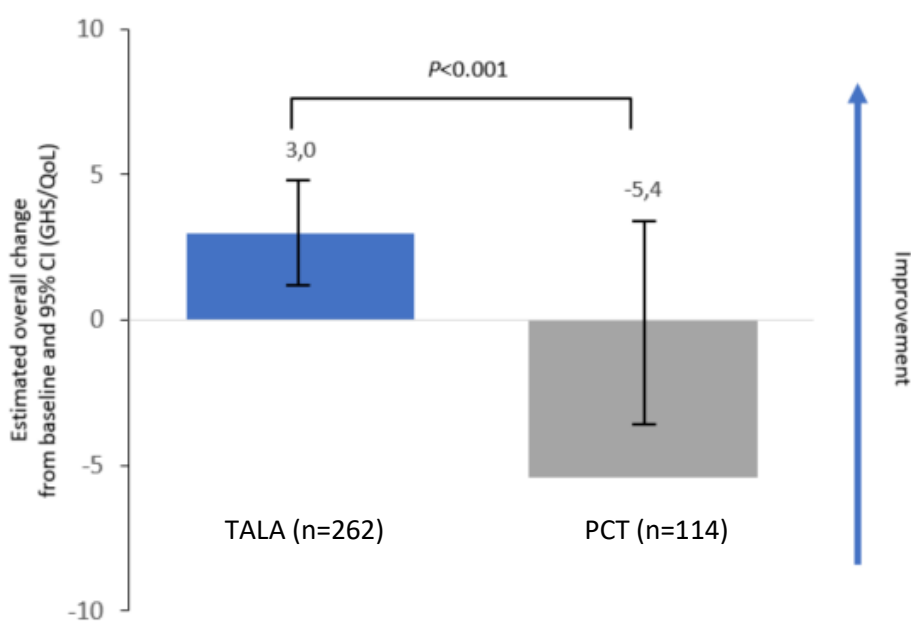 10
P<0.001
3,0
5
-5,4
Estimated overall change
from baseline and 95% CI (GHS/QoL)
0
Improvement
-5
TALA (n=262)
PCT (n=114)
-10